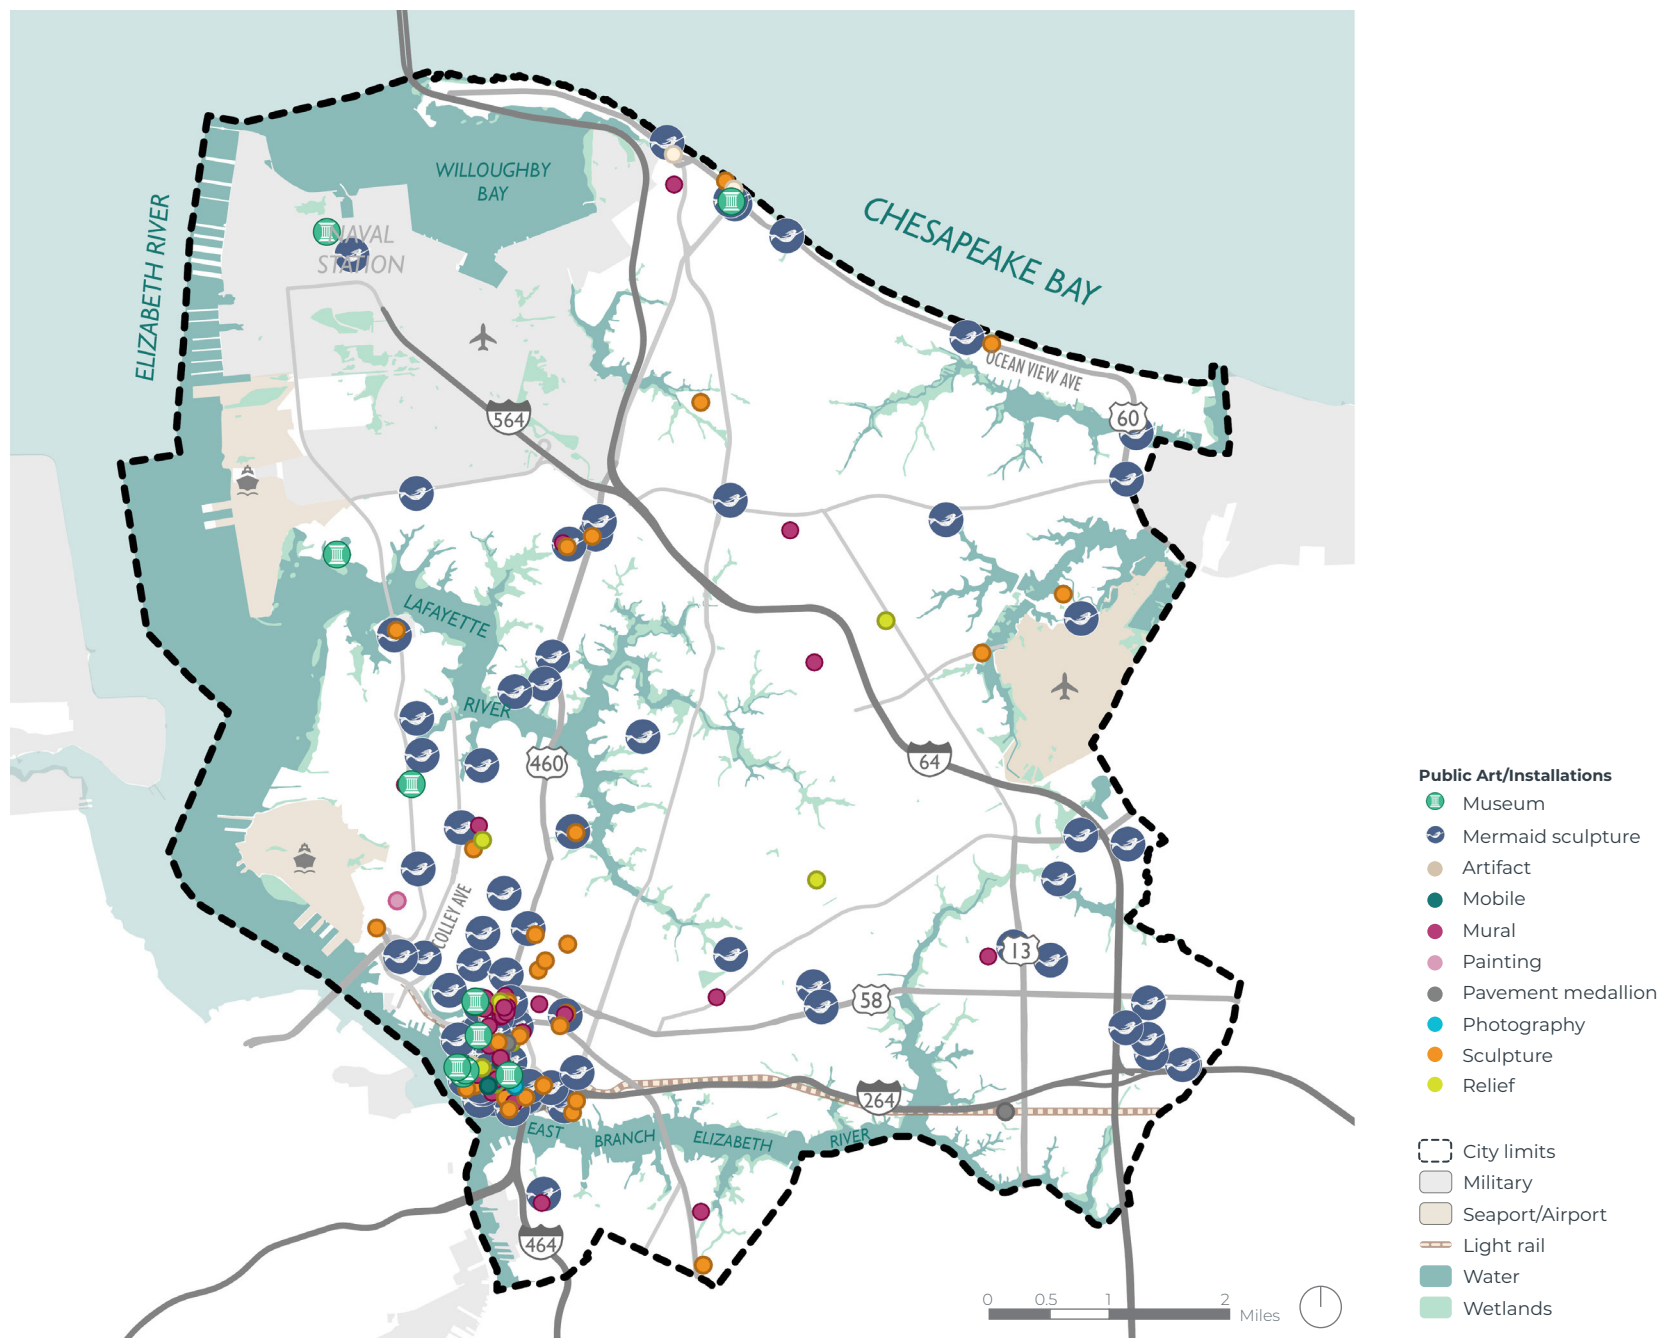 WILLOUGHBY
BAY
ELIZABETH RIVER
NAVAL
STATION
CHESAPEAKE BAY
OCEAN VIEW AVE
60
564
LAFAYETTE
RIVER
460
64
COLLEY AVE
13
58
264
EAST
BRANCH
ELIZABETH
RIVER
464
0
0.5
1
2
Miles
Public Art/Installations
Museum
Mermaid sculpture
Artifact
Mobile
Mural
Painting
Pavement medallion
Photography
Sculpture
Relief
City limits
Military
Seaport/Airport
Light rail
Water
Wetlands